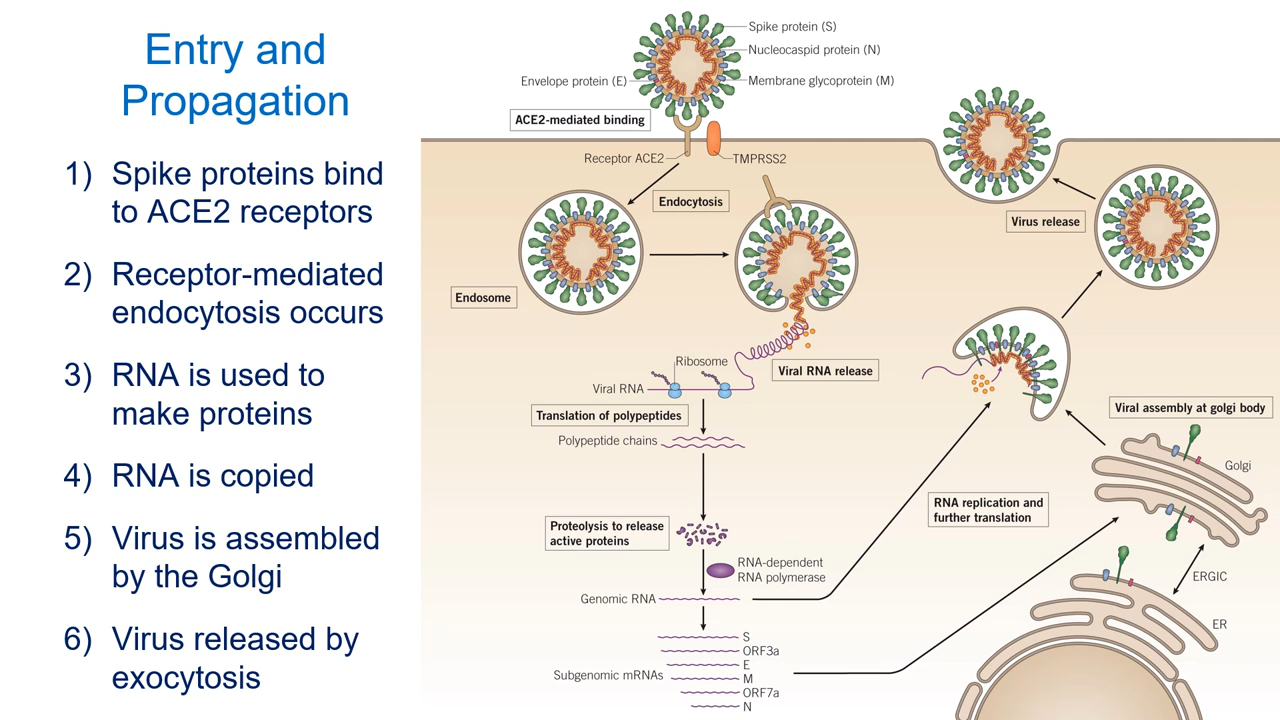 Entry and
Propagation
1) Spike proteins bind
to ACE2 receptors
2) Receptor-mediated
endocytosis occurs
3) RNA is used to
make proteins
4) RNA is copied
5) Virus is assembled
by the Golgi
6) Virus released by
exocytosis
Spike protein (S)
Nucleocaspid protein (N)
Envelope protein (E)
Membrane glycoprotein (M)
ACE2-mediated binding
Receptor ACE2
TMPRSS2
Endocytosis
Virus release
Endosome
Ribosome
Viral RNA release
Viral RNA
Translation of polypeptides
Viral assembly at golgi body
Polypeptide chains
Golgi
RNA replication and
further translation
Proteolysis to release
active proteins
RNA-dependent
RNA polymerase
ERGIC
Genomic RNA
ER
S
ORF3a
E
Subgenomic mRNAs
M
ORF7a
N